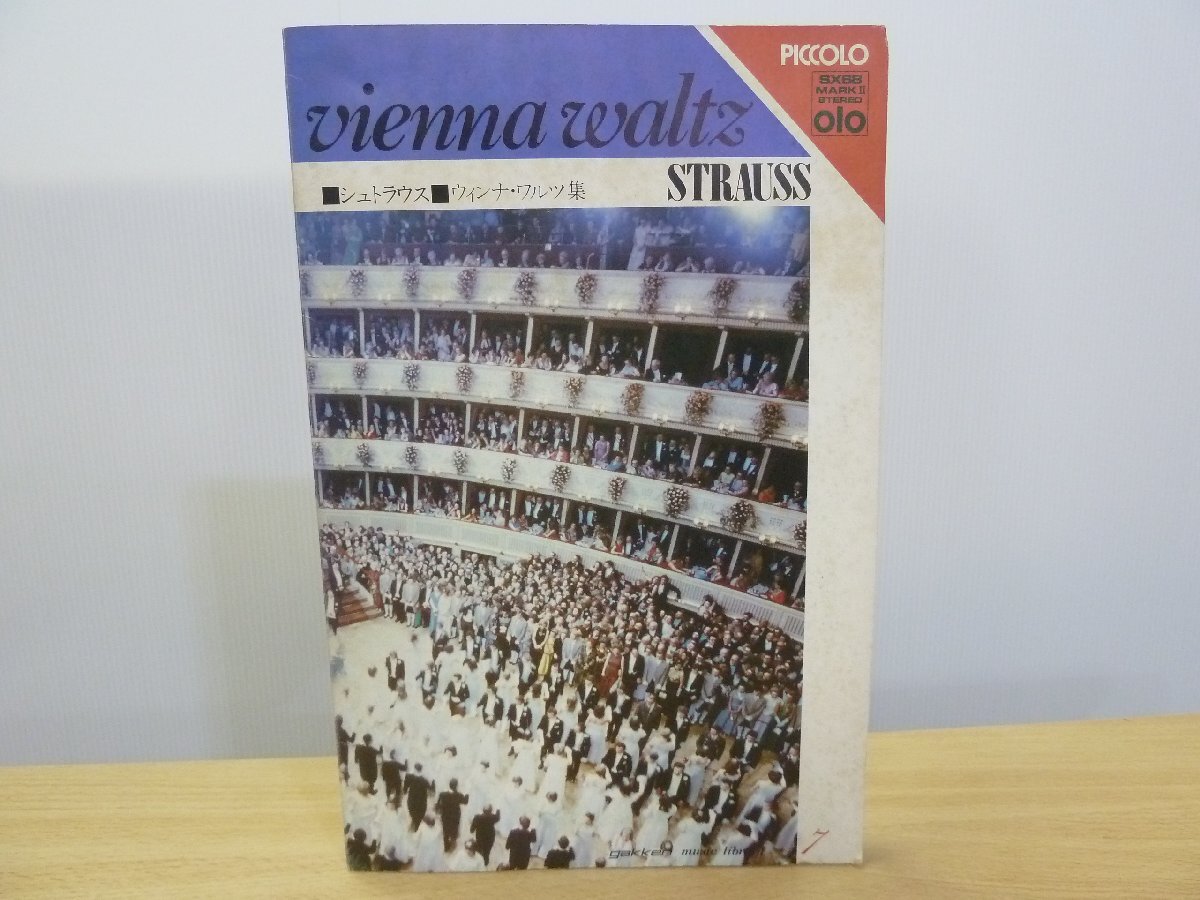 PICCOLO
SX68
MARK II
STEREO
olo
vienna waltz
STRAUSS
■シュトラウス■ウィンナ・ワルツ集
gakken music library
7